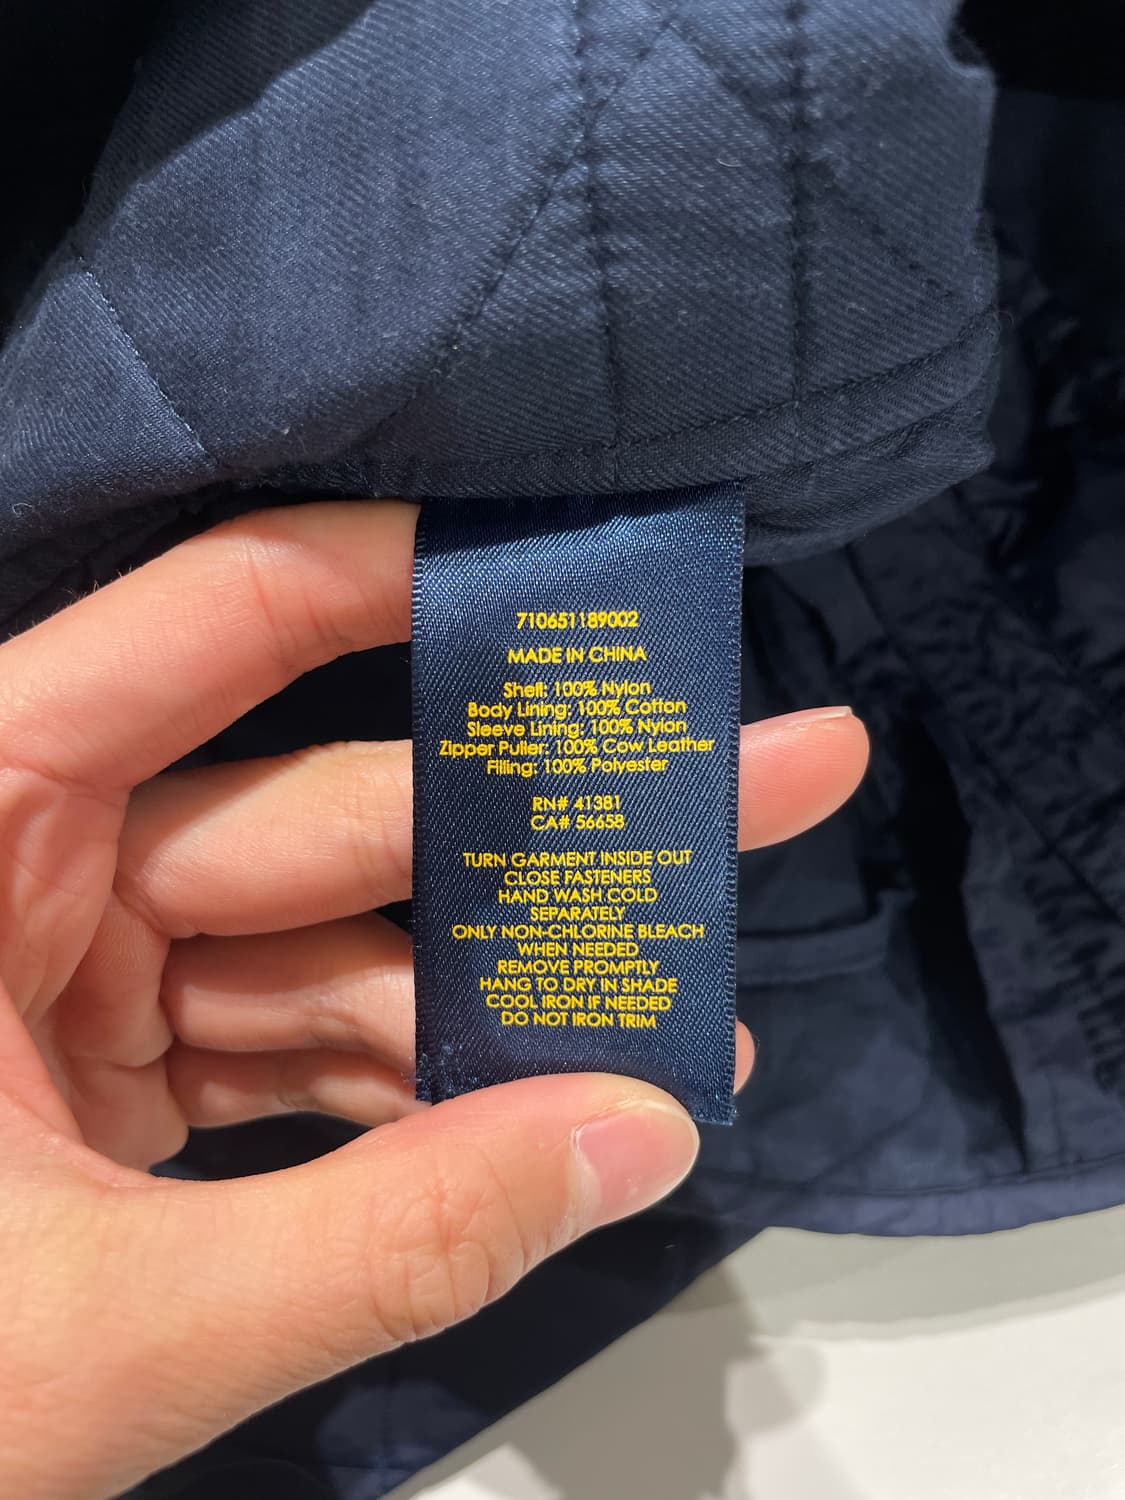 710651189002
MADE IN CHINA
Shell: 100% Nylon
Body Lining: 100% Cotton
Sleeve Lining: 100% Nylon
Zipper Puller: 100% Cow Leather
Filling: 100% Polyester
RN# 41381
CA# 56658
TURN GARMENT INSIDE OUT
CLOSE FASTENERS
HAND WASH COLD
SEPARATELY
ONLY NON-CHLORINE BLEACH
WHEN NEEDED
REMOVE PROMPTLY
HANG TO DRY IN SHADE
COOL IRON IF NEEDED
DO NOT IRON TRIM